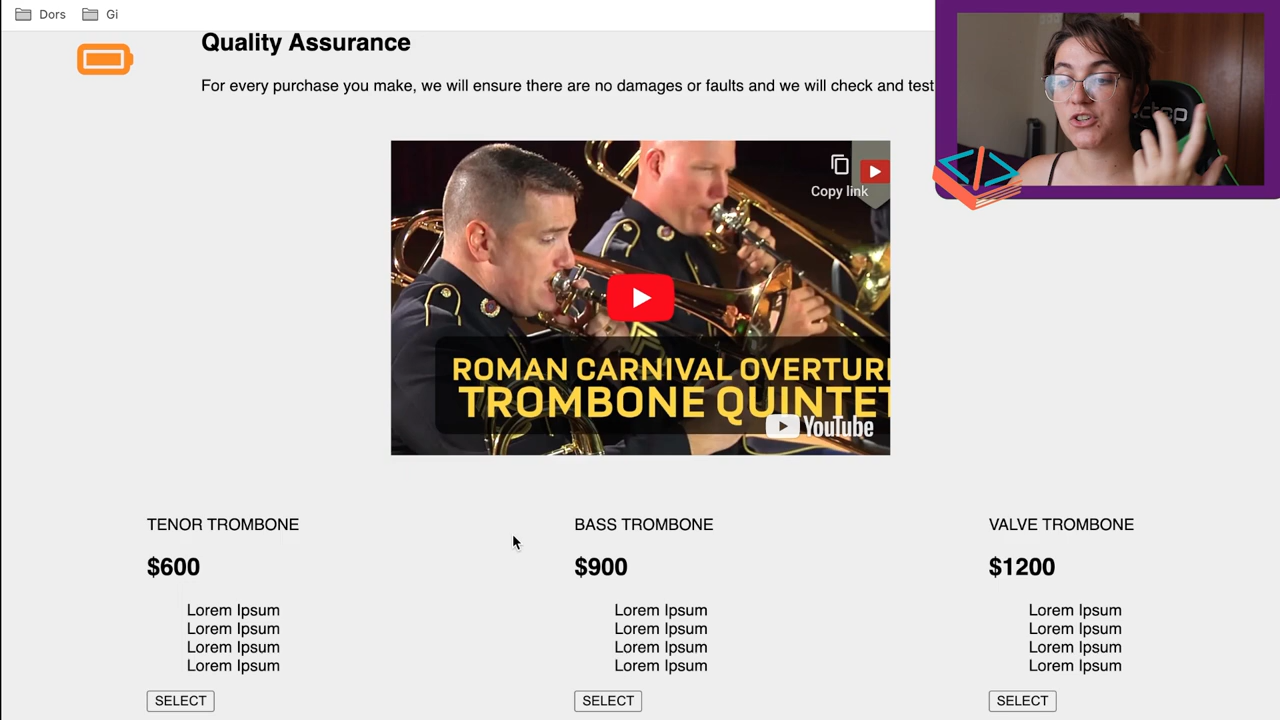 Dors Gi
Quality Assurance
For every purchase you make, we will ensure there are no damages or faults and we will check and test
Copy link
ROMAN CARNIVAL OVERTUR
TROMBONE QUINTET
YouTube
TENOR TROMBONE
$600
Lorem Ipsum
Lorem Ipsum
Lorem Ipsum
Lorem Ipsum
SELECT
BASS TROMBONE
$900
Lorem Ipsum
Lorem Ipsum
Lorem Ipsum
Lorem Ipsum
SELECT
VALVE TROMBONE
$1200
Lorem Ipsum
Lorem Ipsum
Lorem Ipsum
Lorem Ipsum
SELECT